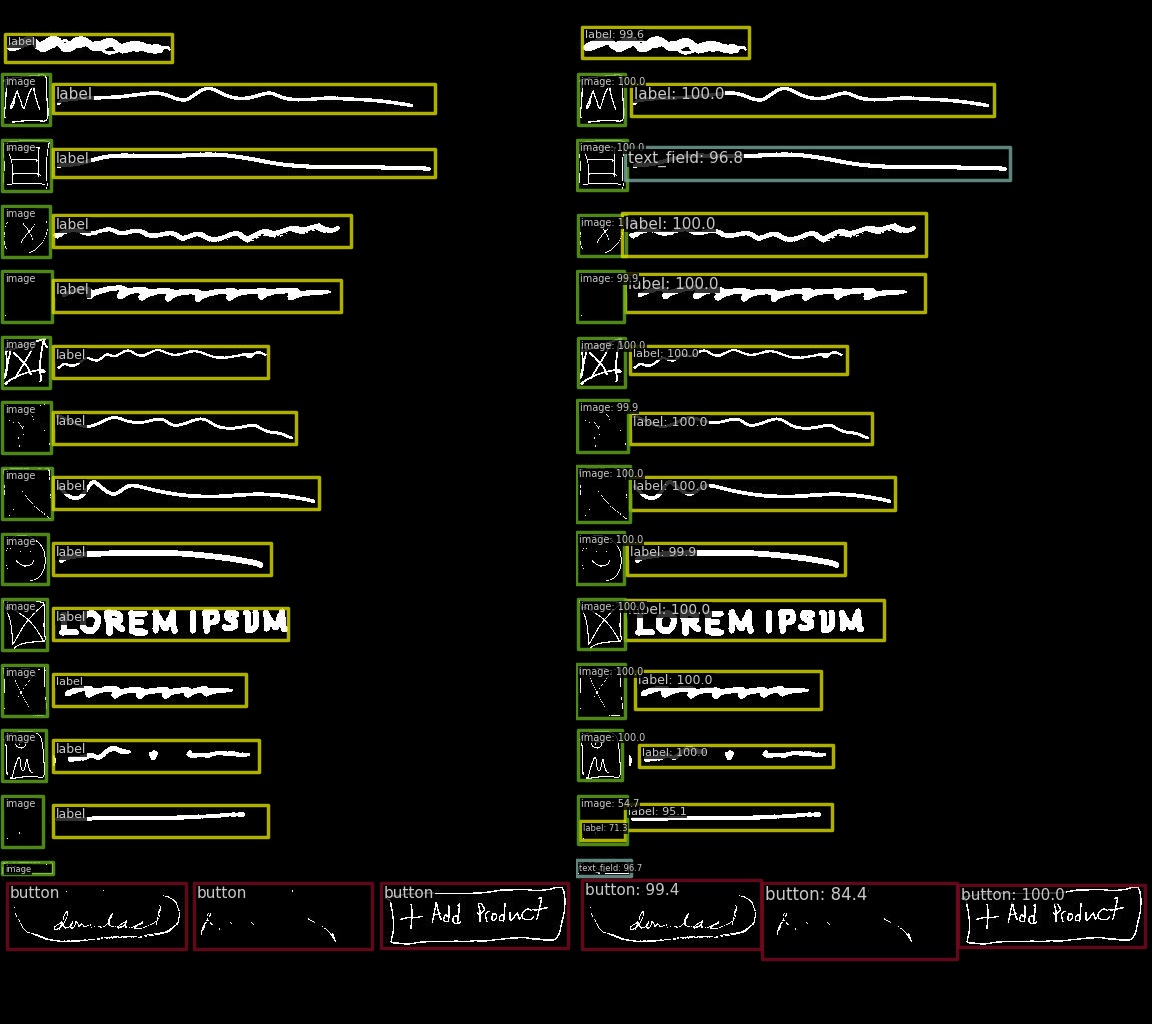 label label: 99.6
image label image: 100.0 label: 100.0
image label image: 100.0 text_field: 96.8
image label image: 1 label: 100.0
image label image: 99.9 label: 100.0
image label image: 100.0 label: 100.0
image label image: 99.9 label: 100.0
image label image: 100.0 label: 100.0
image label image: 100.0 label: 99.9
image label LOREM IPSUM image: 100.0 bel: 100.0 LOREM IPSUM
image label image: 100.0 label: 100.0
image label image: 100.0 label: 100.0
image label image: 54.7 label: 95.1
label: 71.3
image text_field: 96.7
button button button button: 99.4 button: 84.4 button: 100.0
+ Add Product + Add Product